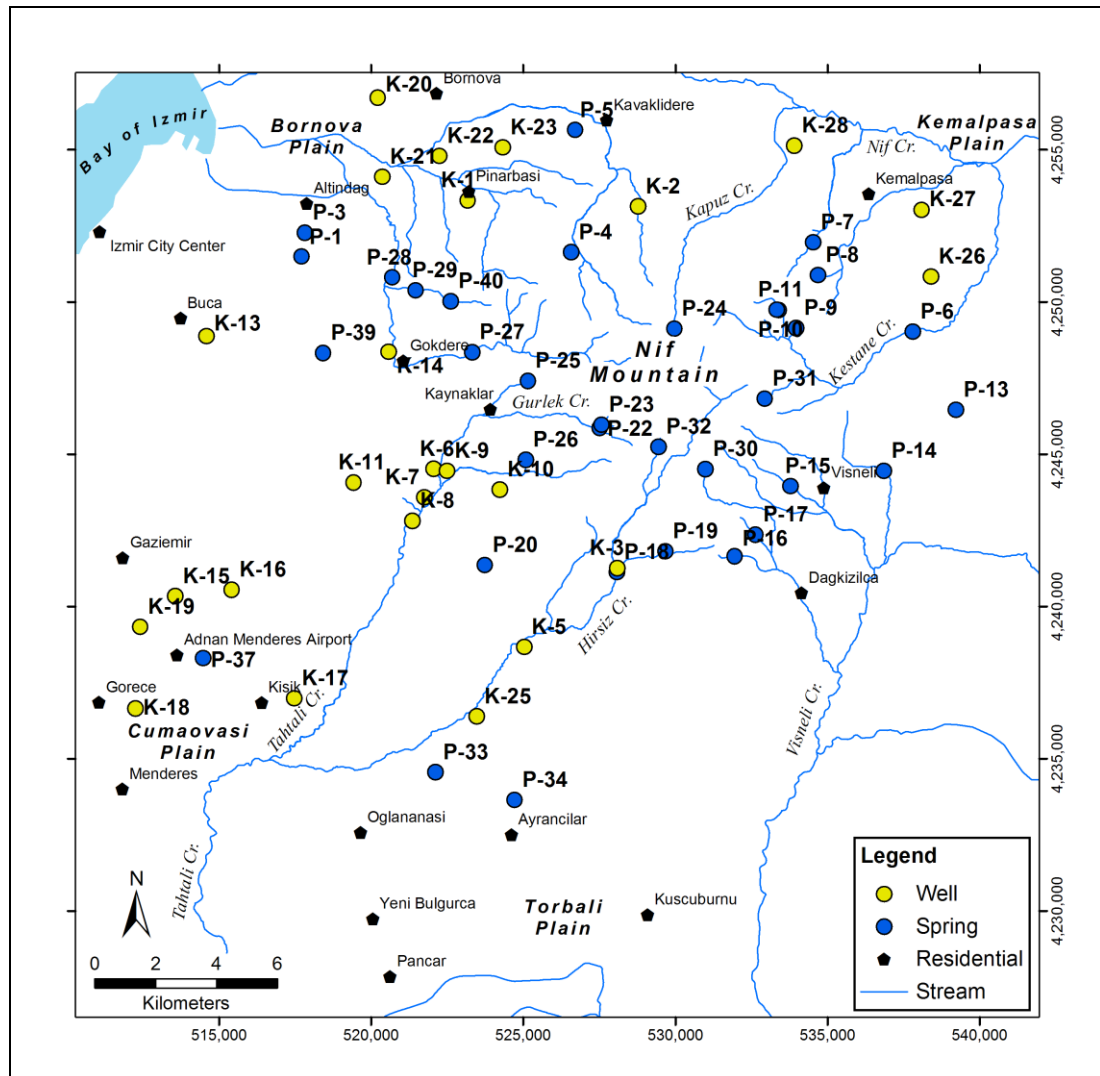 K-20
Bornova
Bay of Izmir
Bornova
Plain
K-22
K-23
P-5
Kavaklidere
K-28
Kemalpasa
Plain
Nif Cr.
K-21
K-1
Pinarbasi
K-2
Kapuz Cr.
Kemalpasa
K-27
Altindag
P-3
Izmir City Center
P-1
P-4
P-7
P-8
K-26
P-28
P-29
P-40
P-11
P-9
P-10
P-6
Buca
K-13
P-39
Gokdere
K-14
P-27
P-24
Nif
Mountain
Kestane Cr.
P-25
Kaynaklar
Gurlek Cr.
P-31
P-13
P-23
P-22
P-32
K-6
K-9
P-26
K-10
P-30
P-15
Visneli
P-14
K-11
K-7
K-8
P-17
P-16
P-19
P-18
K-3
P-20
Dagkizilca
Gaziemir
K-15
K-16
K-19
Adnan Menderes Airport
P-37
Hirsiz Cr.
K-5
Gorece
K-18
Kisik
K-17
Tahtali Cr.
K-25
Visneli Cr.
Cumaovasi
Plain
Menderes
P-33
P-34
Oglananasi
Ayrancilar
Tahtali Cr.
Yeni Bulgurca
Torbali
Plain
Kuscuburnu
Pancar
N
0 2 4 6
Kilometers
Legend
Well
Spring
Residential
Stream
4,255,000
4,250,000
4,245,000
4,240,000
4,235,000
4,230,000
515,000 520,000 525,000 530,000 535,000 540,000